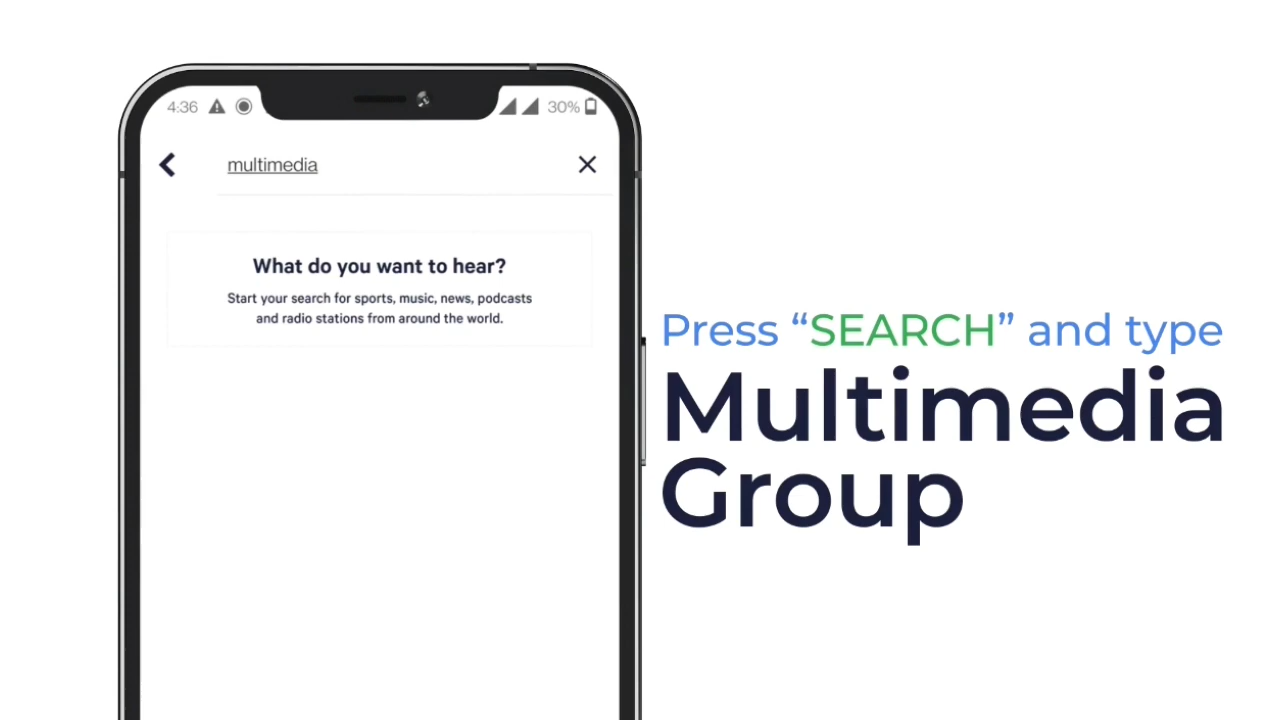 4:36
30%
multimedia
What do you want to hear?
Start your search for sports, music, news, podcasts
and radio stations from around the world.
Press “SEARCH” and type
Multimedia
Group